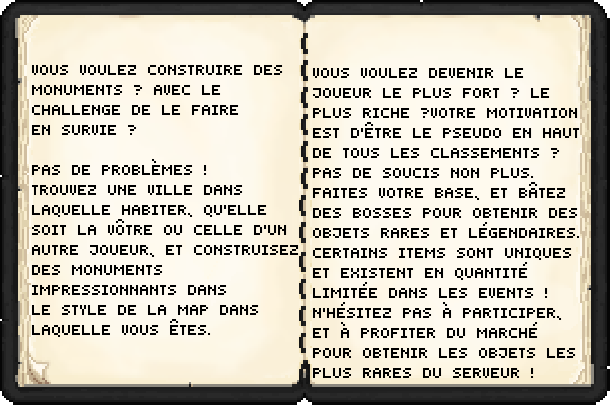 VOUS VOULEZ CONSTRUIRE DES
MONUMENTS ? AVEC LE
CHALLENGE DE LE FAIRE
EN SURVIE ?
PAS DE PROBLÈMES !
TROUVEZ UNE VILLE DANS
LAQUELLE HABITER, QU'ELLE
SOIT LA VÔTRE OU CELLE D'UN
AUTRE JOUEUR, ET CONSTRUISEZ
DES MONUMENTS
IMPRESSIONNANTS DANS
LE STYLE DE LA MAP DANS
LAQUELLE VOUS ÊTES.
VOUS VOULEZ DEVENIR LE
JOUEUR LE PLUS FORT ? LE
PLUS RICHE ?VOTRE MOTIVATION
EST D'ÊTRE LE PSEUDO EN HAUT
DE TOUS LES CLASSEMENTS ?
PAS DE SOUCIS NON PLUS.
FAITES VOTRE BASE, ET BÂTEZ
DES BOSSES POUR OBTENIR DES
OBJETS RARES ET LÉGENDAIRES.
CERTAINS ITEMS SONT UNIQUES
ET EXISTENT EN QUANTITÉ
LIMITÉE DANS LES EVENTS !
N'HÉSITEZ PAS À PARTICIPER,
ET À PROFITER DU MARCHÉ
POUR OBTENIR LES OBJETS LES
PLUS RARES DU SERVEUR !